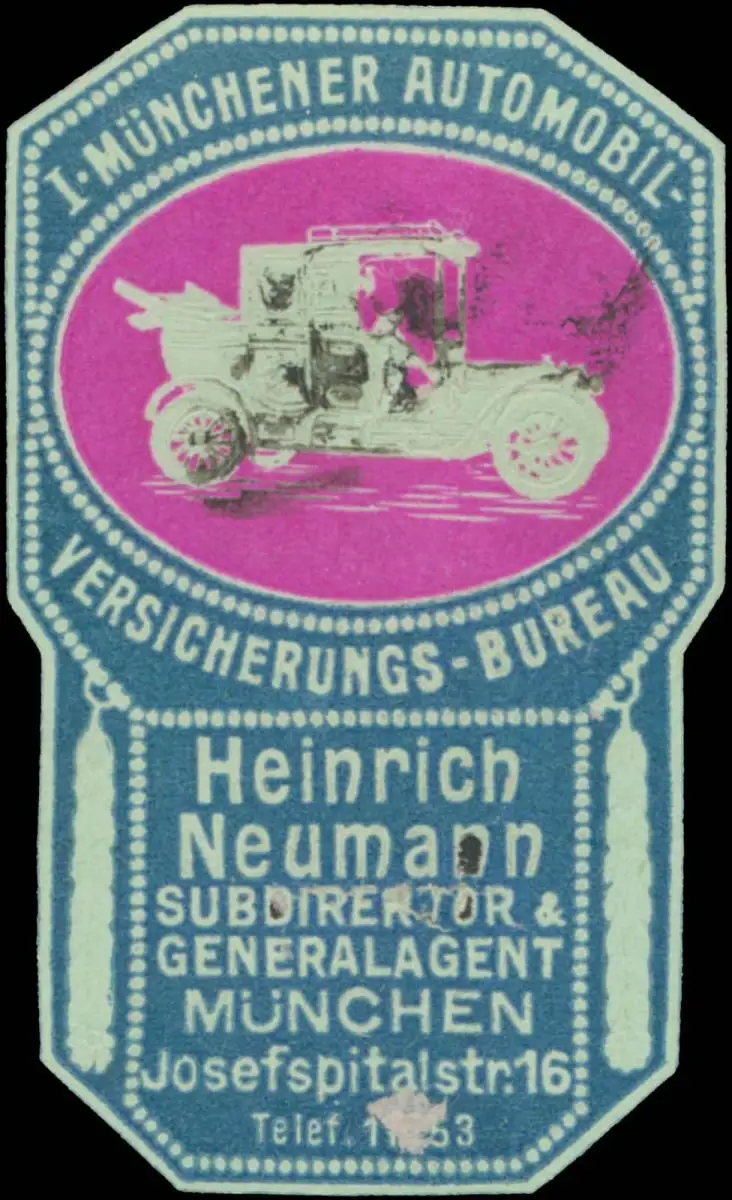 I. MÜNCHENER AUTOMOBIL-
VERSICHERUNGS-BUREAU
Heinrich
Neumann
SUBDIREKTOR &
GENERALAGENT
MÜNCHEN
Josefspitalstr. 16
Telef.